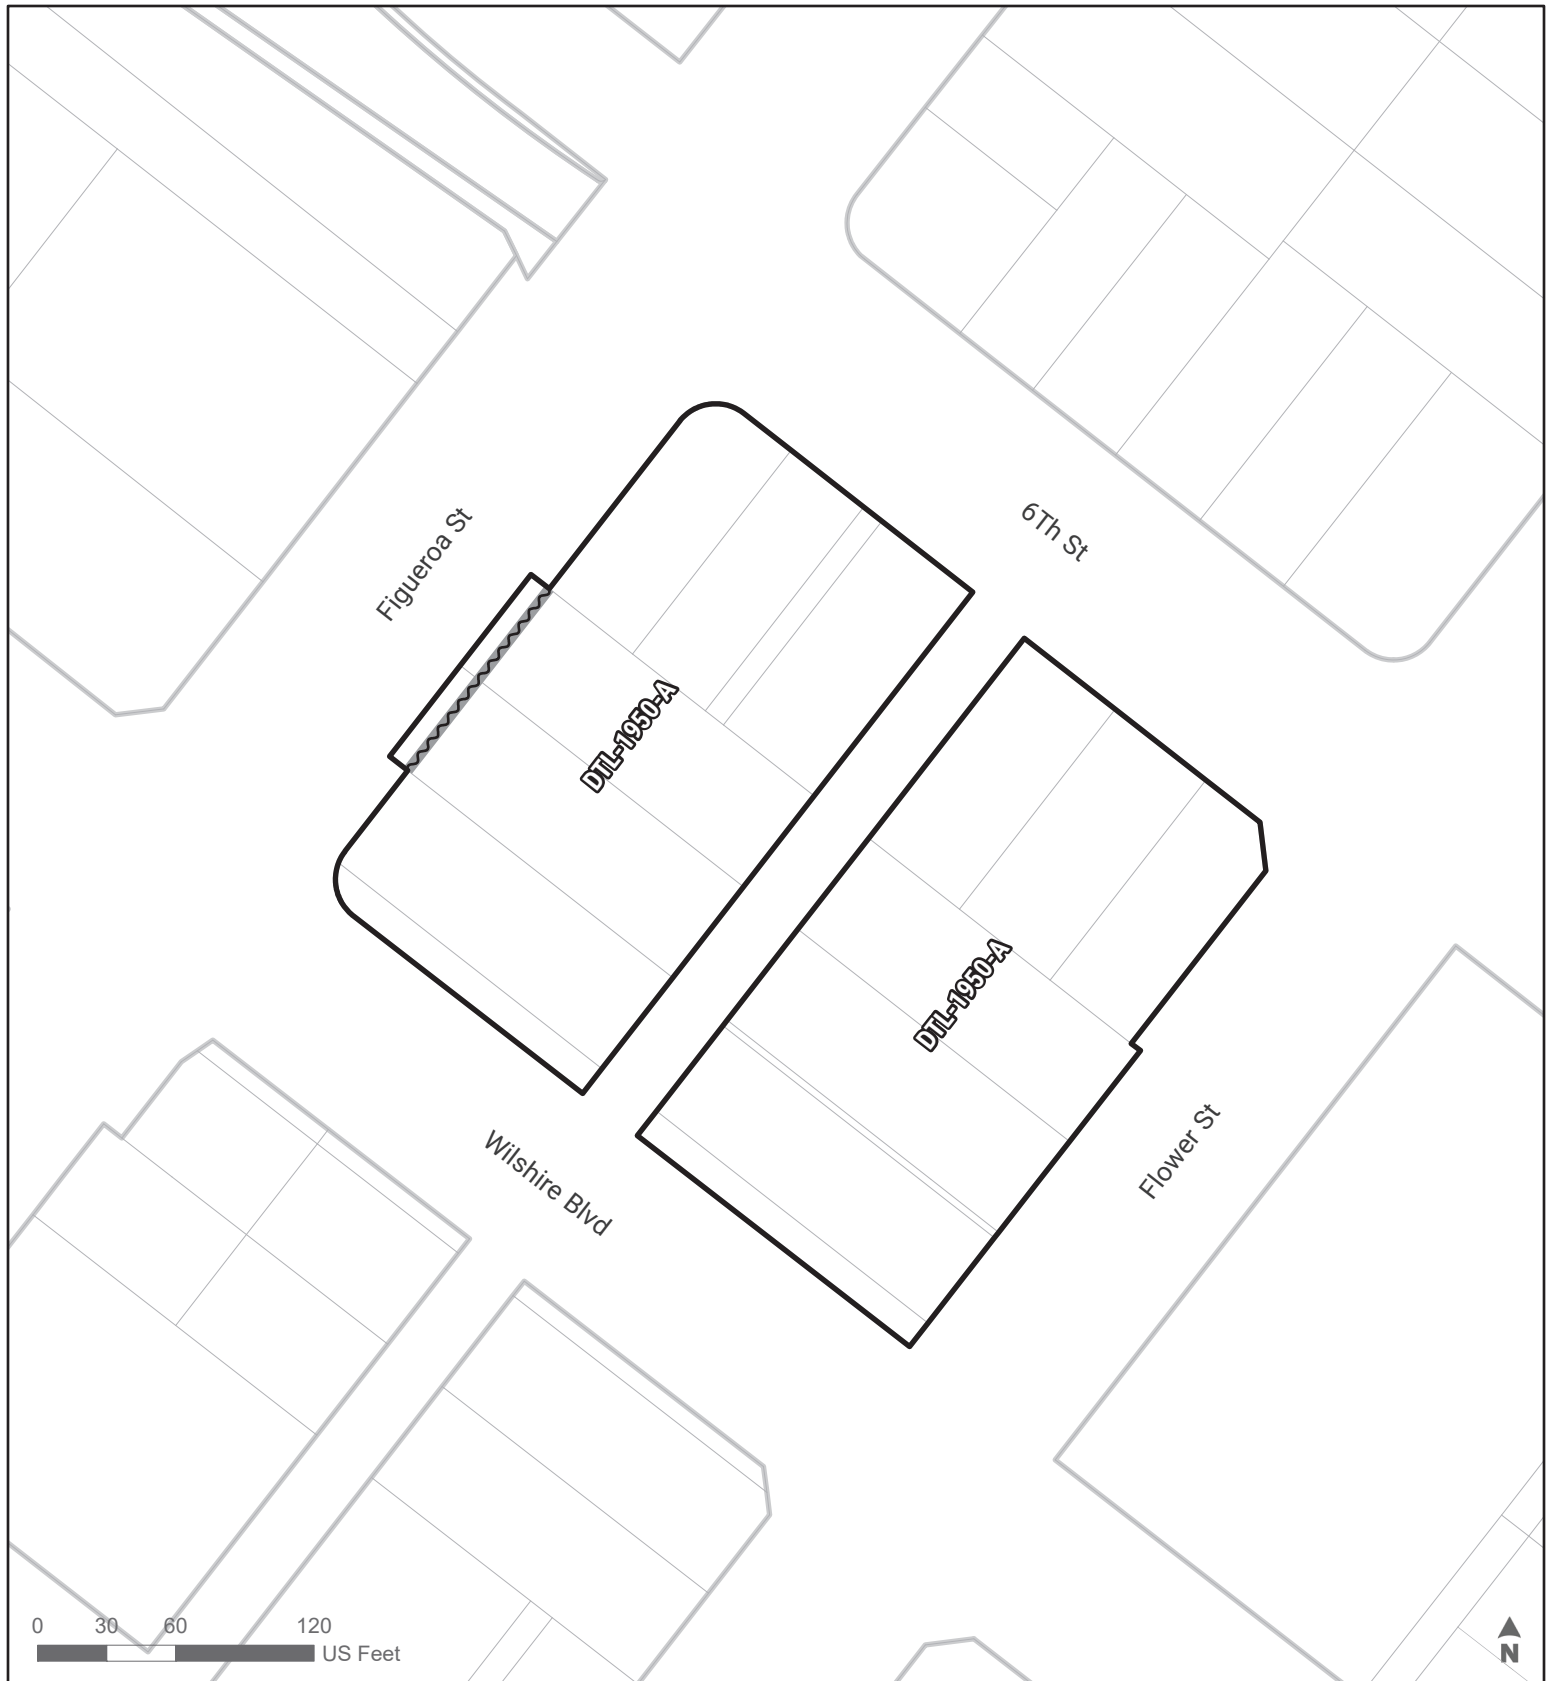 6Th St
Figueroa St
DTL-1950-A
DTL-1950-A
Flower St
Wilshire Blvd
0 30 60 120
US Feet
N